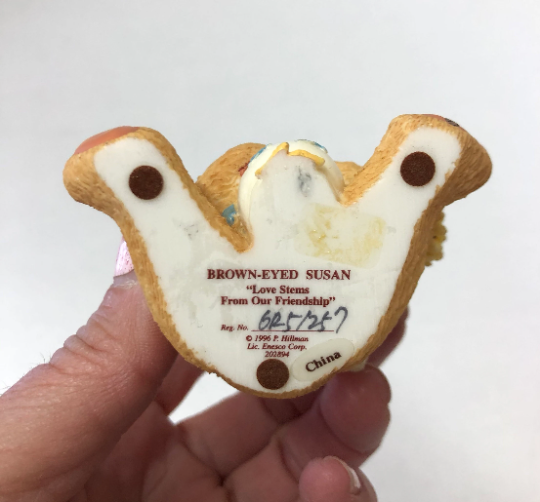 BROWN-EYED SUSAN
"Love Stems
From Our Friendship"
Reg. No. 6R5/257
© 1996 P. Hillman
Lic. Enesco Corp.
202894
China